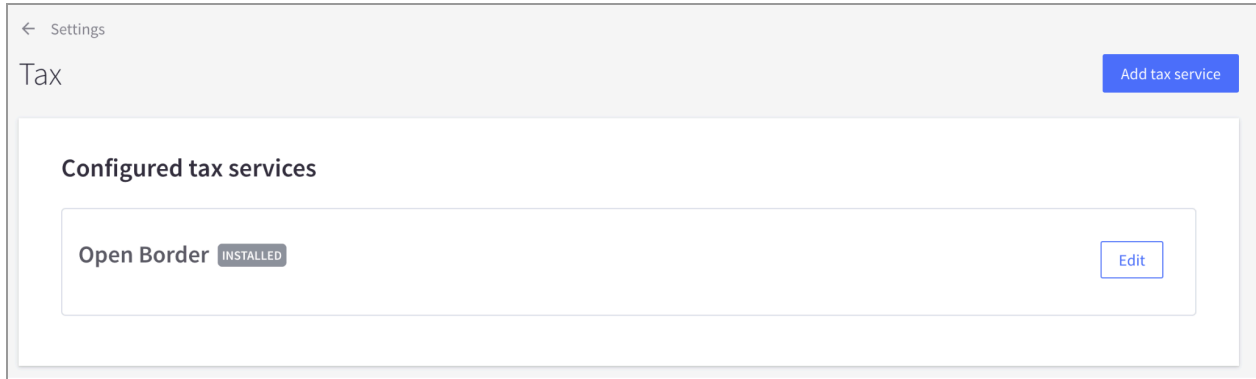 ← Settings
Tax
Add tax service
Configured tax services
Open Border INSTALLED
Edit